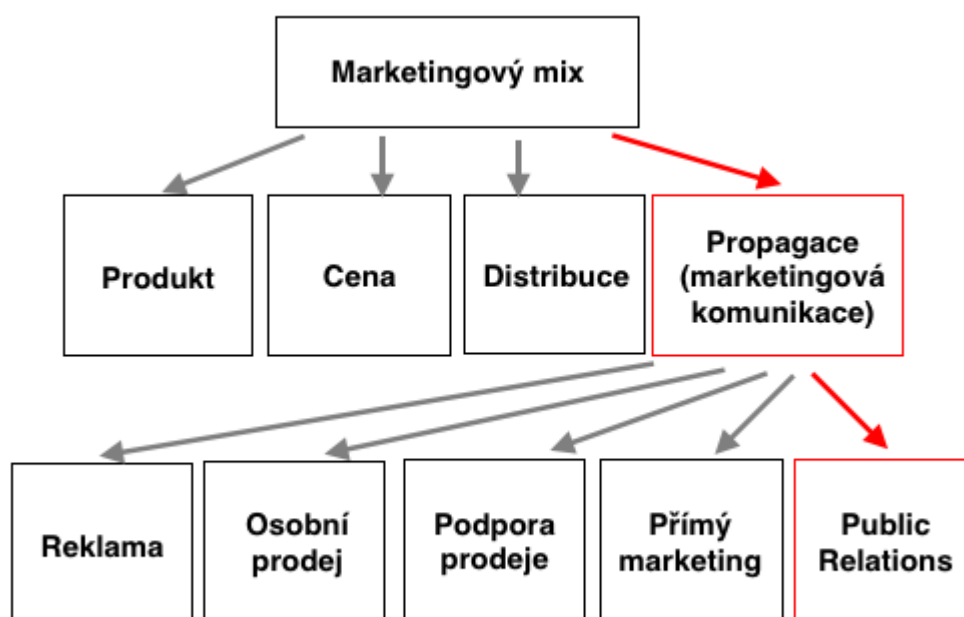 Marketingový mix
Produkt
Cena
Distribuce
Propagace
(marketingová
komunikace)
Reklama
Osobní
prodej
Podpora
prodeje
Přímý
marketing
Public
Relations